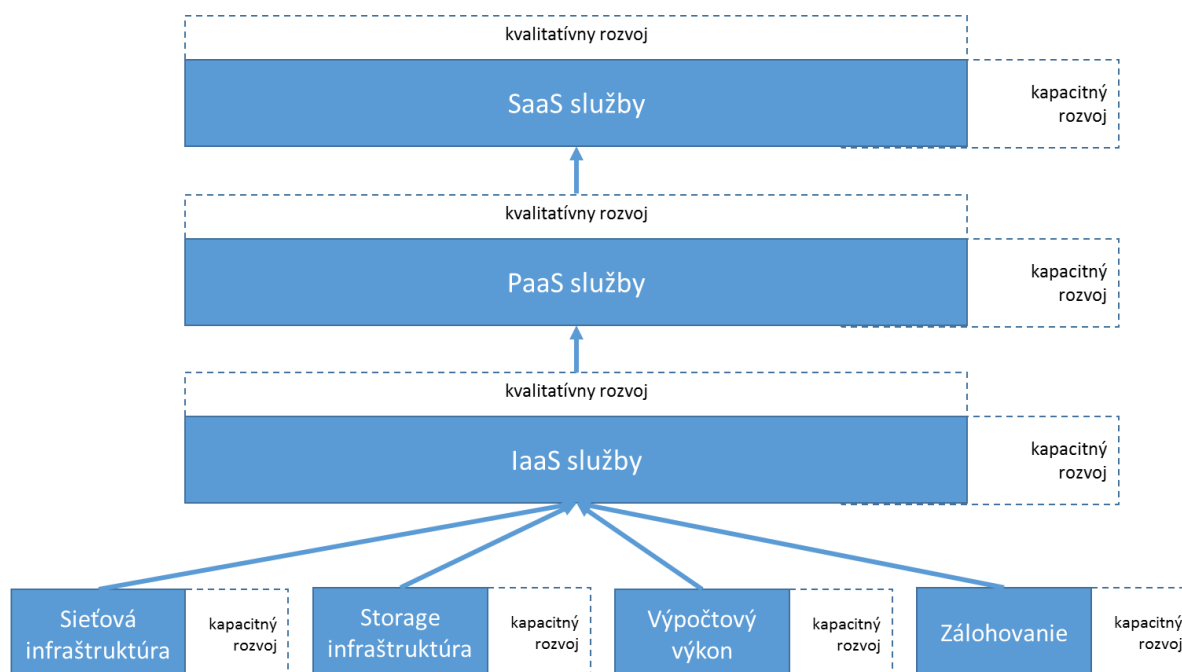 kvalitatívny rozvoj
SaaS služby
kapacitný
rozvoj
kvalitatívny rozvoj
PaaS služby
kapacitný
rozvoj
kvalitatívny rozvoj
IaaS služby
kapacitný
rozvoj
Sieťová
infraštruktúra
kapacitný
rozvoj
Storage
infraštruktúra
kapacitný
rozvoj
Výpočtový
výkon
kapacitný
rozvoj
Zálohovanie
kapacitný
rozvoj